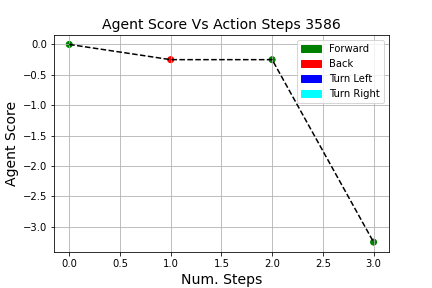 Agent Score Vs Action Steps 3586
Agent Score
0.0
−0.5
−1.0
−1.5
−2.0
−2.5
−3.0
Forward
Back
Turn Left
Turn Right
0.0 0.5 1.0 1.5 2.0 2.5 3.0
Num. Steps